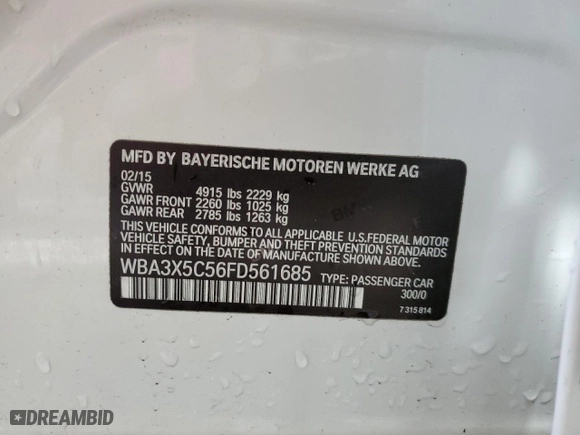 MFD BY BAYERISCHE MOTOREN WERKE AG
02/15
GVWR 4915 lbs 2229 kg
GAWR FRONT 2260 lbs 1025 kg
GAWR REAR 2785 lbs 1263 kg
THIS VEHICLE CONFORMS TO ALL APPLICABLE U.S.FEDERAL MOTOR
VEHICLE SAFETY, BUMPER AND THEFT PREVENTION STANDARDS
IN EFFECT ON THE DATE OF MANUFACTURE SHOWN ABOVE.
WBA3X5C56FD561685 TYPE: PASSENGER CAR
300/0
7 315 814
DREAMBID